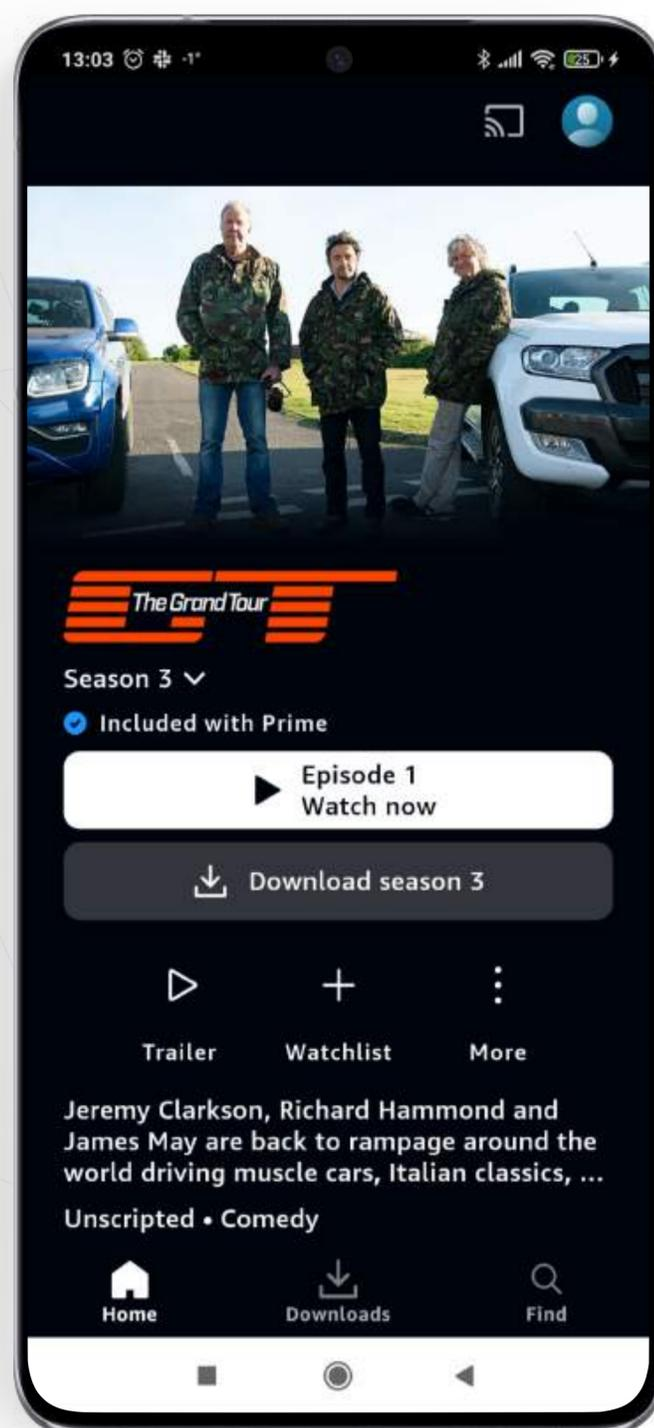 13:03 -1°
25
The Grand Tour
Season 3
Included with Prime
Episode 1
Watch now
Download season 3
Trailer Watchlist More
Jeremy Clarkson, Richard Hammond and
James May are back to rampage around the
world driving muscle cars, Italian classics, ...
Unscripted • Comedy
Home Downloads Find